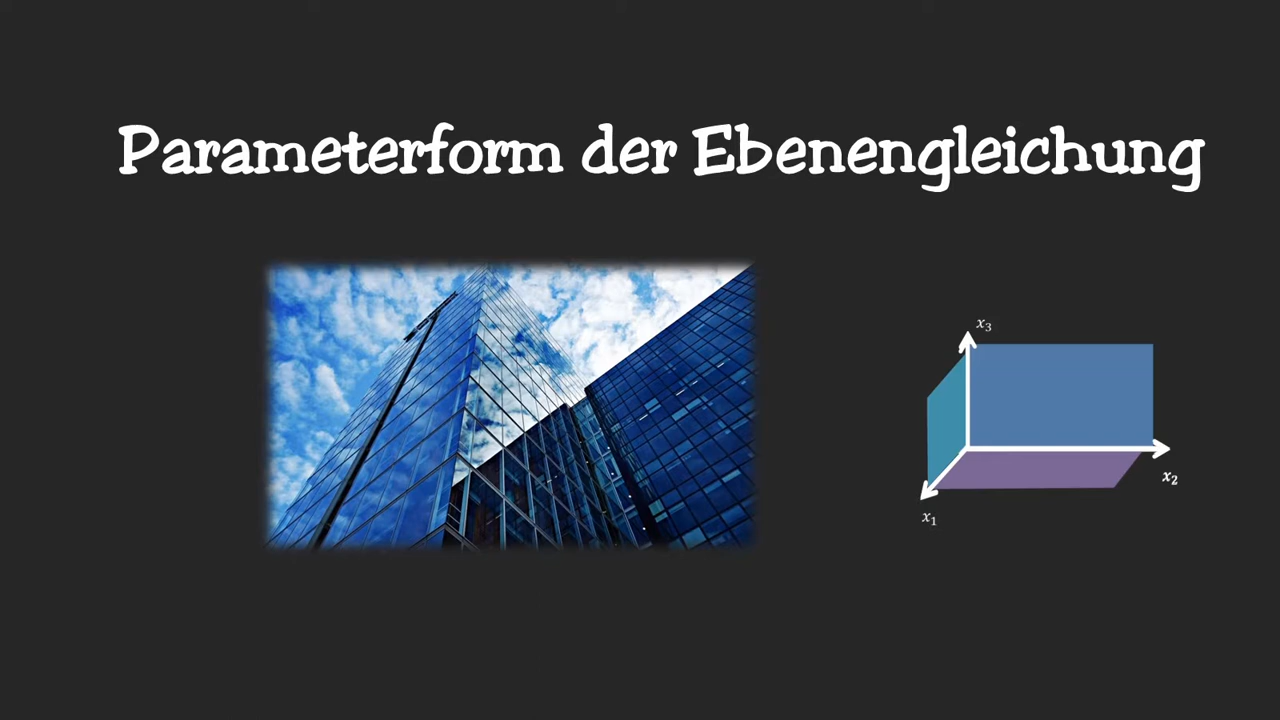 Parameterform der Ebenengleichung
x₃
x₂
x₁